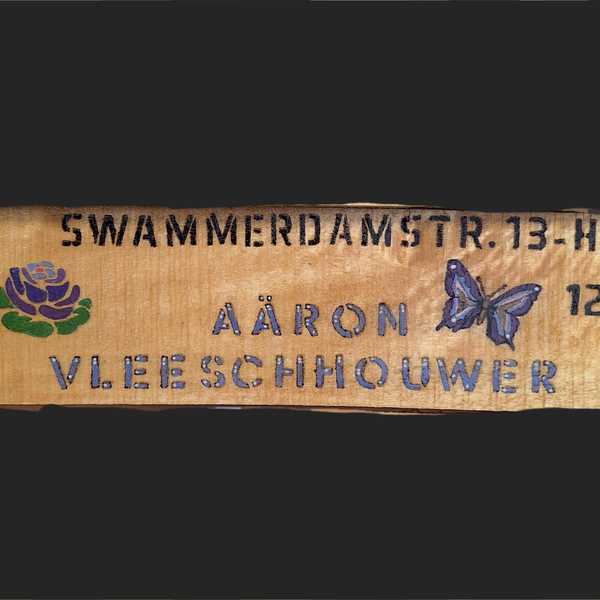 SWAMMERDAMSTR. 13-H
12
AÄRON
VLEESCHHOUWER